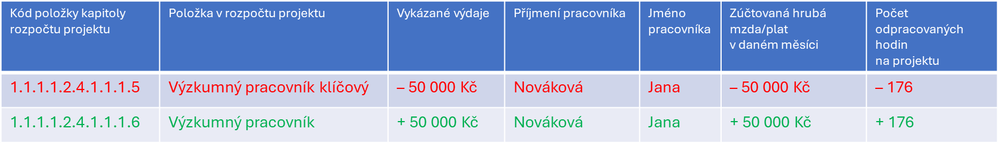 Kód položky kapitoly
rozpočtu projektu
Položka v rozpočtu projektu
Vykázané výdaje
Příjmení pracovníka
Jméno
pracovníka
Zúčtovaná hrubá
mzda/plat
v daném měsíci
Počet
odpracovaných
hodin
na projektu
1.1.1.1.2.4.1.1.1.5
Výzkumný pracovník klíčový
– 50 000 Kč
Nováková
Jana
– 50 000 Kč
– 176
1.1.1.1.2.4.1.1.1.6
Výzkumný pracovník
+ 50 000 Kč
Nováková
Jana
+ 50 000 Kč
+ 176